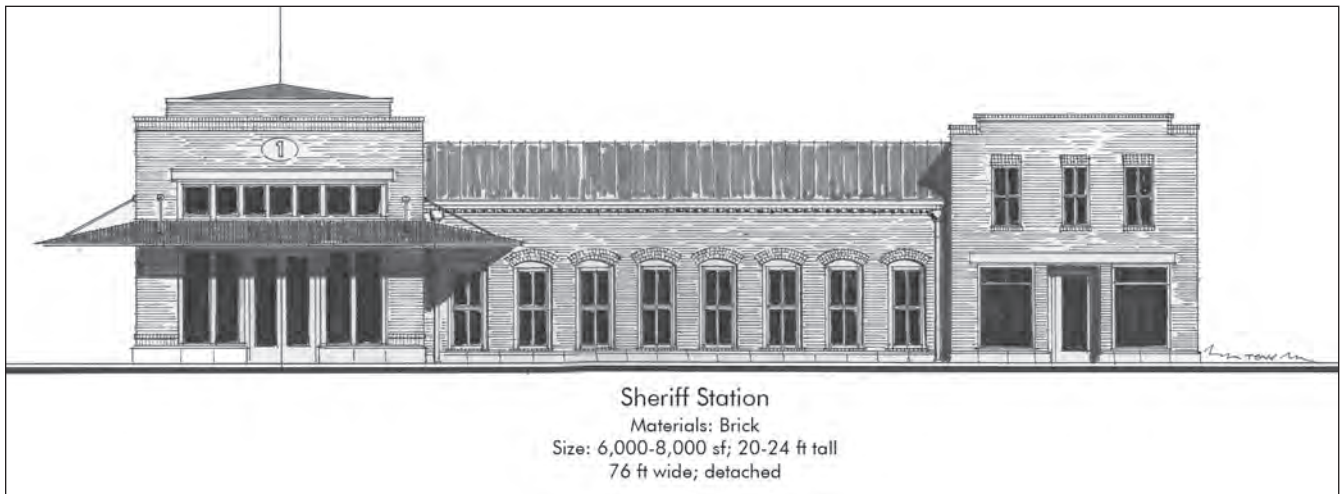 1
Sheriff Station
Materials: Brick
Size: 6,000-8,000 sf; 20-24 ft tall
76 ft wide; detached